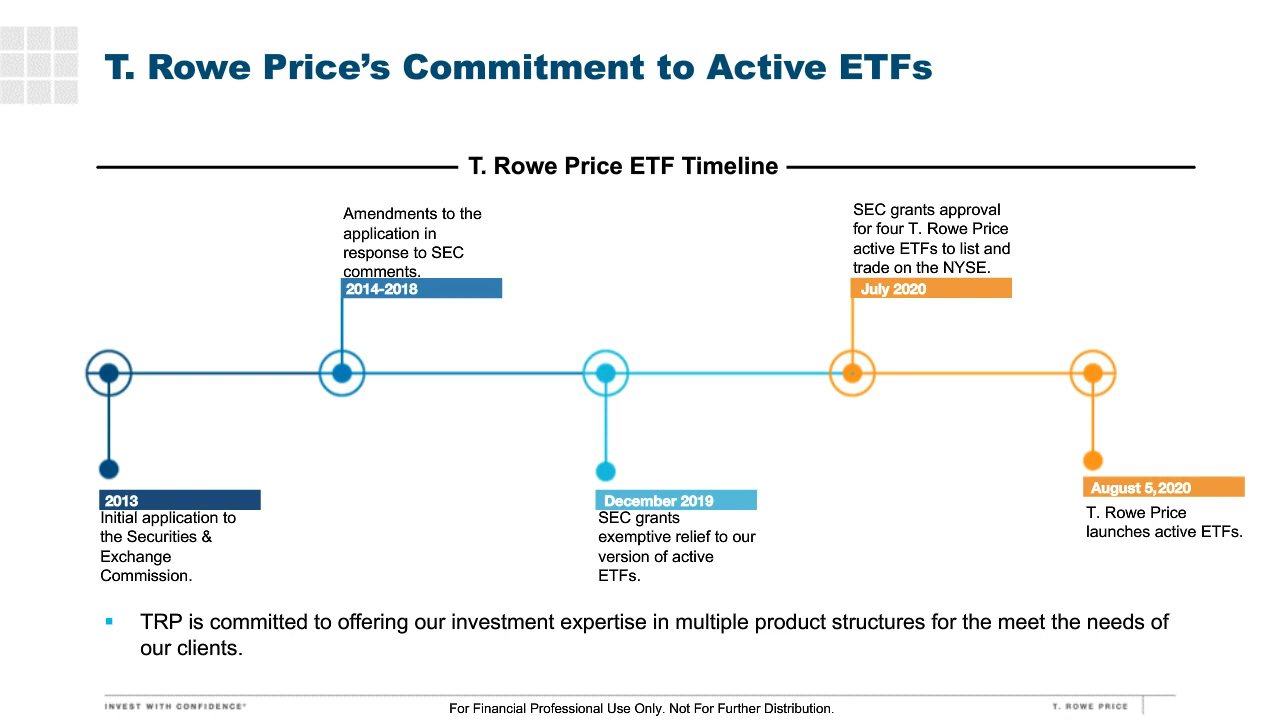 T. Rowe Price’s Commitment to Active ETFs
T. Rowe Price ETF Timeline
Amendments to the
application in
response to SEC
comments.
2014-2018
SEC grants approval
for four T. Rowe Price
active ETFs to list and
trade on the NYSE.
July 2020
2013
Initial application to
the Securities &
Exchange
Commission.
December 2019
SEC grants
exemptive relief to our
version of active
ETFs.
August 5, 2020
T. Rowe Price
launches active ETFs.
TRP is committed to offering our investment expertise in multiple product structures for the meet the needs of
our clients.
INVEST WITH CONFIDENCE®
For Financial Professional Use Only. Not For Further Distribution.
T. ROWE PRICE